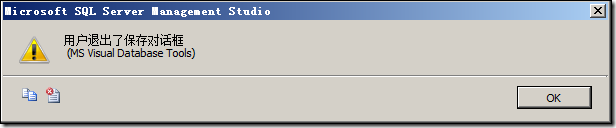 Microsoft SQL Server Management Studio
用户退出了保存对话框
(MS Visual Database Tools)
OK